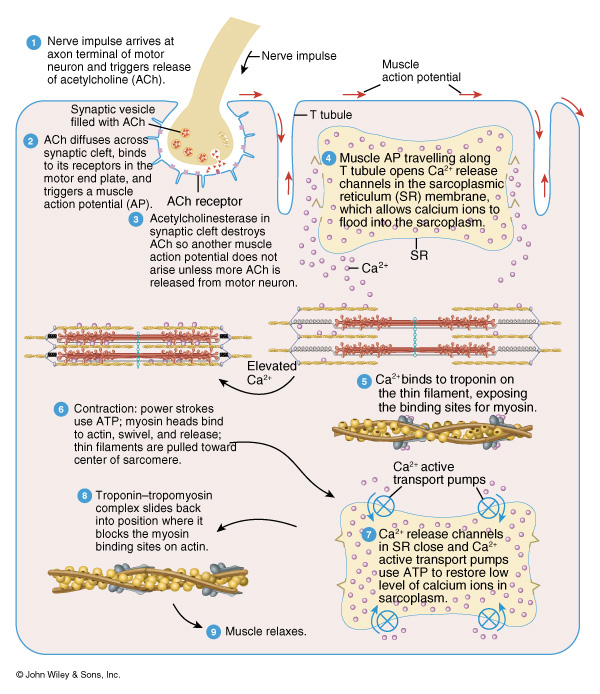 1 Nerve impulse arrives at
axon terminal of motor
neuron and triggers release
of acetylcholine (ACh).
Nerve impulse
Muscle
action potential
Synaptic vesicle
filled with ACh
T tubule
2 ACh diffuses across
synaptic cleft, binds
to its receptors in the
motor end plate, and
triggers a muscle
action potential (AP).
ACh receptor
3 Acetylcholinesterase in
synaptic cleft destroys
ACh so another muscle
action potential does not
arise unless more ACh is
released from motor neuron.
4 Muscle AP travelling along
T tubule opens Ca²⁺ release
channels in the sarcoplasmic
reticulum (SR) membrane,
which allows calcium ions to
flood into the sarcoplasm.
SR
Ca²⁺
Elevated
Ca²⁺
5 Ca²⁺ binds to troponin on
the thin filament, exposing
the binding sites for myosin.
6 Contraction: power strokes
use ATP; myosin heads bind
to actin, swivel, and release;
thin filaments are pulled toward
center of sarcomere.
Ca²⁺ active
transport pumps
7 Ca²⁺ release channels
in SR close and Ca²⁺
active transport pumps
use ATP to restore low
level of calcium ions in
sarcoplasm.
8 Troponin–tropomyosin
complex slides back
into position where it
blocks the myosin
binding sites on actin.
9 Muscle relaxes.
© John Wiley & Sons, Inc.